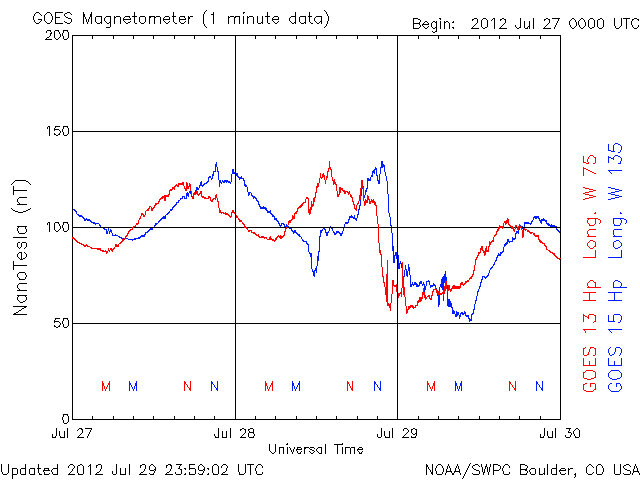 GOES Magnetometer (1 minute data)
Begin: 2012 Jul 27 0000 UTC
200
150
100
50
0
NanoTesla (nT)
M M N N M M N N M M N N
Jul 27 Jul 28 Jul 29 Jul 30
Universal Time
GOES 13 Hp Long. W 75
GOES 15 Hp Long. W 135
Updated 2012 Jul 29 23:59:02 UTC
NOAA/SWPC Boulder, CO USA